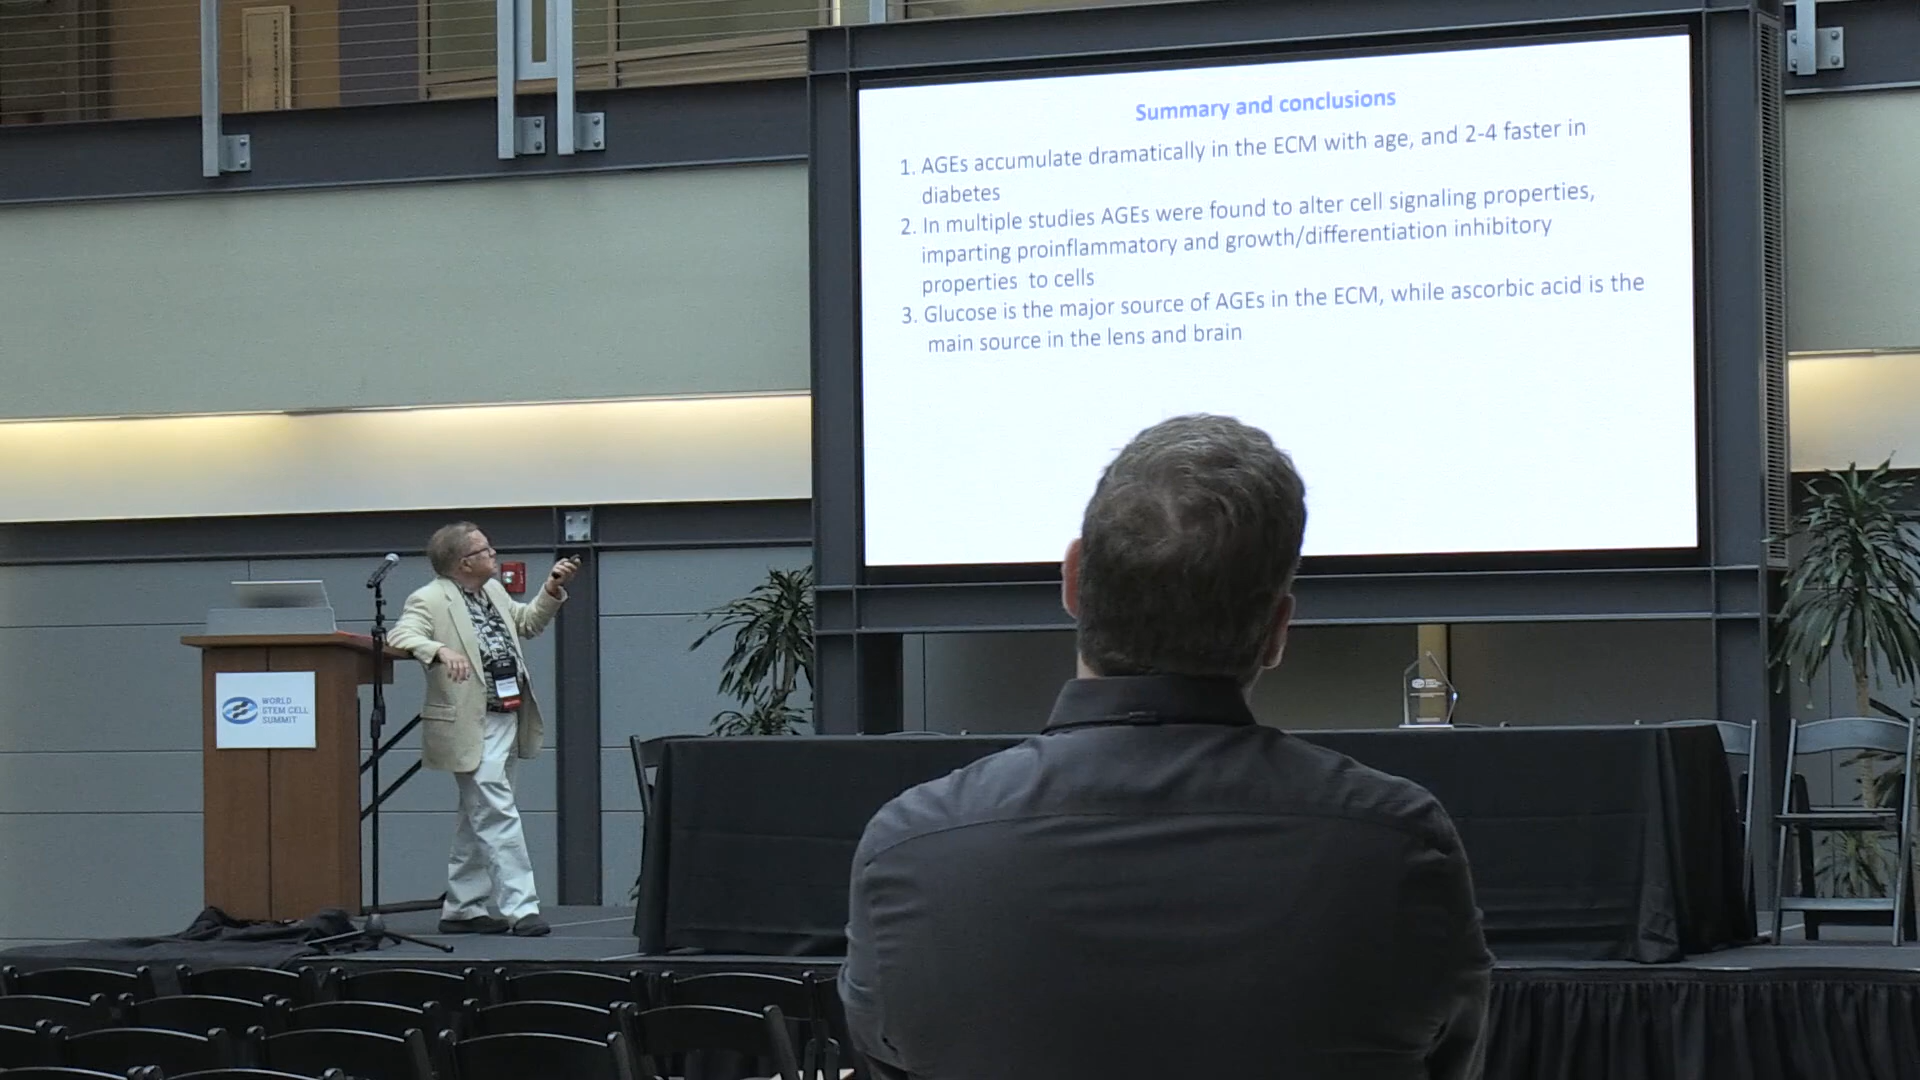 Summary and conclusions
1. AGEs accumulate dramatically in the ECM with age, and 2-4 faster in
diabetes
2. In multiple studies AGEs were found to alter cell signaling properties,
imparting proinflammatory and growth/differentiation inhibitory
properties to cells
3. Glucose is the major source of AGEs in the ECM, while ascorbic acid is the
main source in the lens and brain
WORLD
STEM CELL
SUMMIT